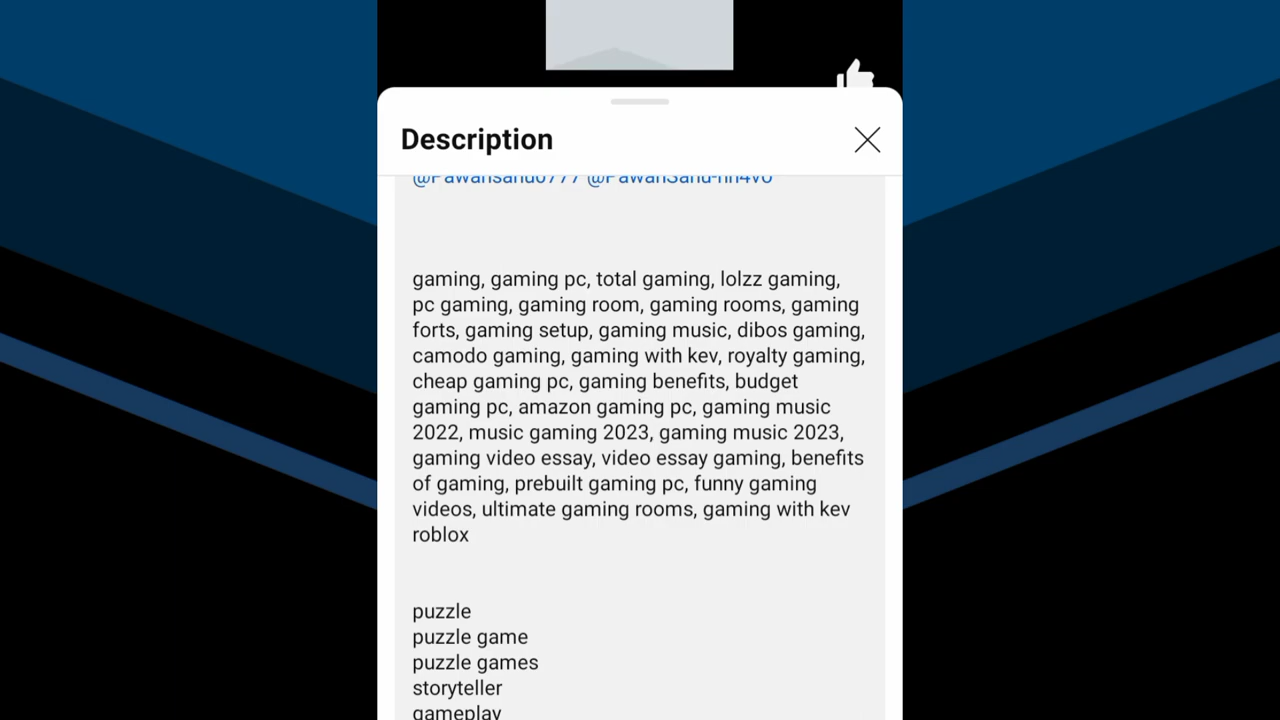 Description
gaming, gaming pc, total gaming, lolzz gaming,
pc gaming, gaming room, gaming rooms, gaming
forts, gaming setup, gaming music, dibos gaming,
camodo gaming, gaming with kev, royalty gaming,
cheap gaming pc, gaming benefits, budget
gaming pc, amazon gaming pc, gaming music
2022, music gaming 2023, gaming music 2023,
gaming video essay, video essay gaming, benefits
of gaming, prebuilt gaming pc, funny gaming
videos, ultimate gaming rooms, gaming with kev
roblox
puzzle
puzzle game
puzzle games
storyteller
gameplay